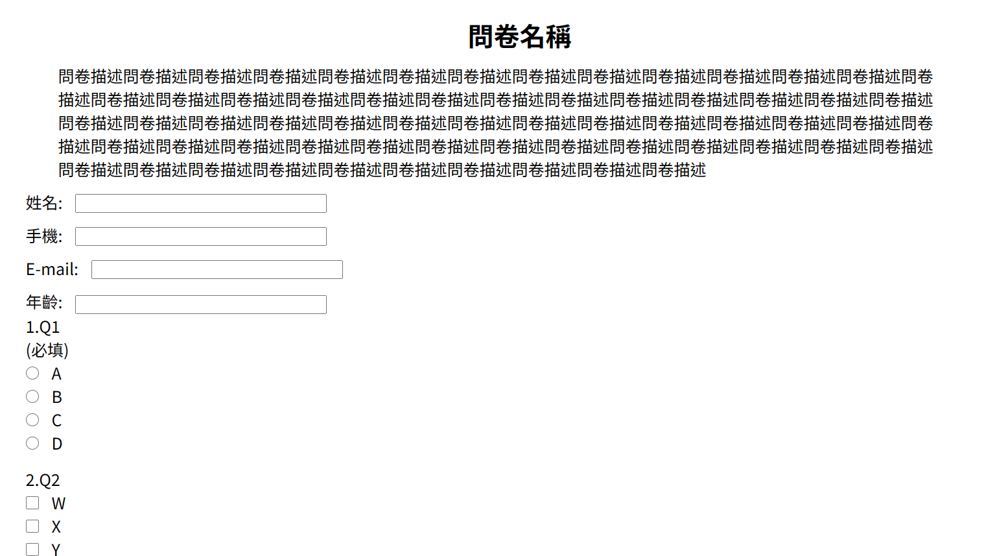 問卷名稱
問卷描述問卷描述問卷描述問卷描述問卷描述問卷描述問卷描述問卷描述問卷描述問卷描述問卷描述問卷描述問卷描述問卷
描述問卷描述問卷描述問卷描述問卷描述問卷描述問卷描述問卷描述問卷描述問卷描述問卷描述問卷描述問卷描述問卷描述
問卷描述問卷描述問卷描述問卷描述問卷描述問卷描述問卷描述問卷描述問卷描述問卷描述問卷描述問卷描述問卷描述問卷
描述問卷描述問卷描述問卷描述問卷描述問卷描述問卷描述問卷描述問卷描述問卷描述問卷描述問卷描述問卷描述問卷描述
問卷描述問卷描述問卷描述問卷描述問卷描述問卷描述問卷描述問卷描述問卷描述問卷描述
姓名:
手機:
E-mail:
年齡:
1.Q1
(必填)
A
B
C
D
2.Q2
W
X
Y